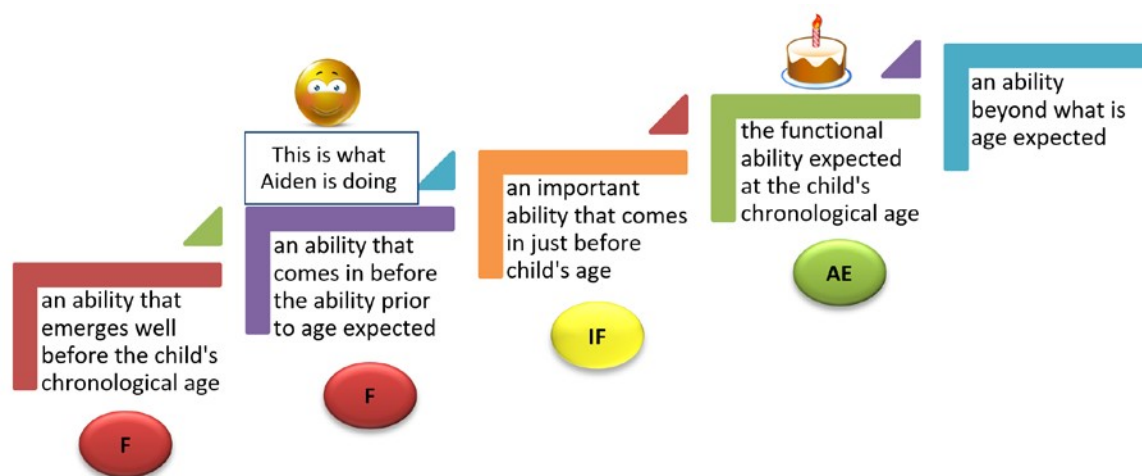 an ability that
emerges well
before the child's
chronological age
F
This is what
Aiden is doing
an ability that
comes in before
the ability prior
to age expected
F
an important
ability that comes
in just before
child's age
IF
the functional
ability expected
at the child's
chronological age
AE
an ability
beyond what is
age expected